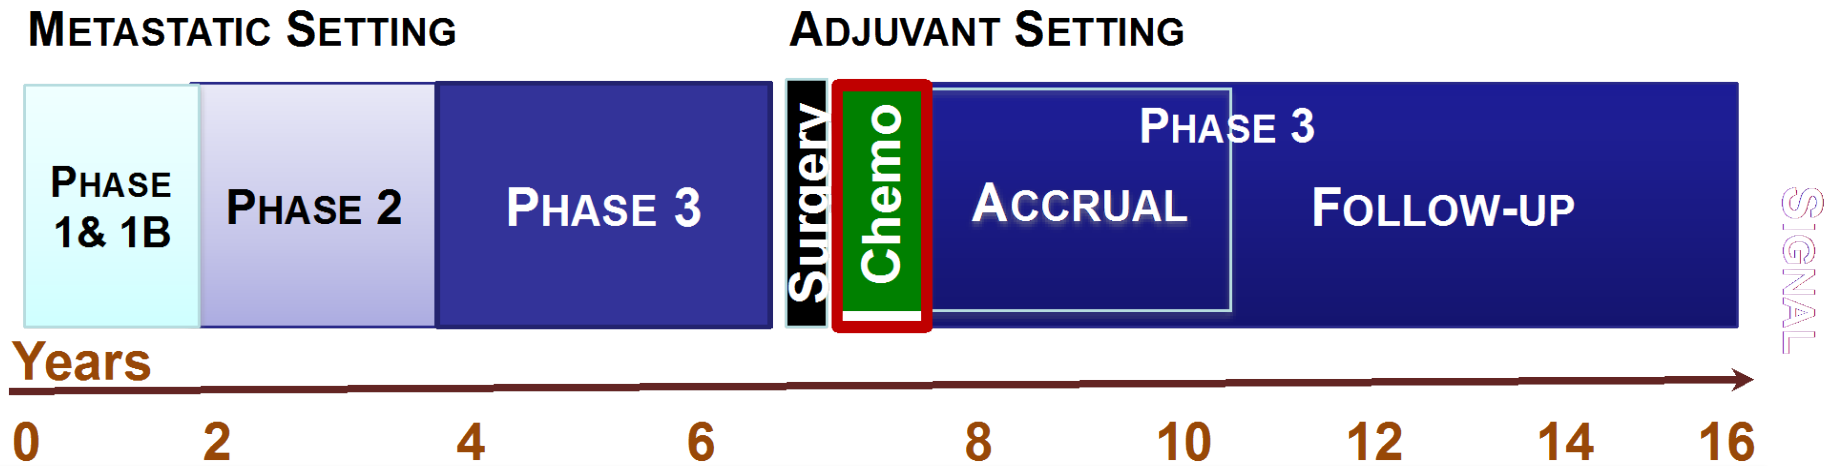 METASTATIC SETTING
ADJUVANT SETTING
PHASE
1& 1B
PHASE 2
PHASE 3
Surgery
Chemo
PHASE 3
ACCRUAL
FOLLOW-UP
SIGNAL
Years
0 2 4 6 8 10 12 14 16